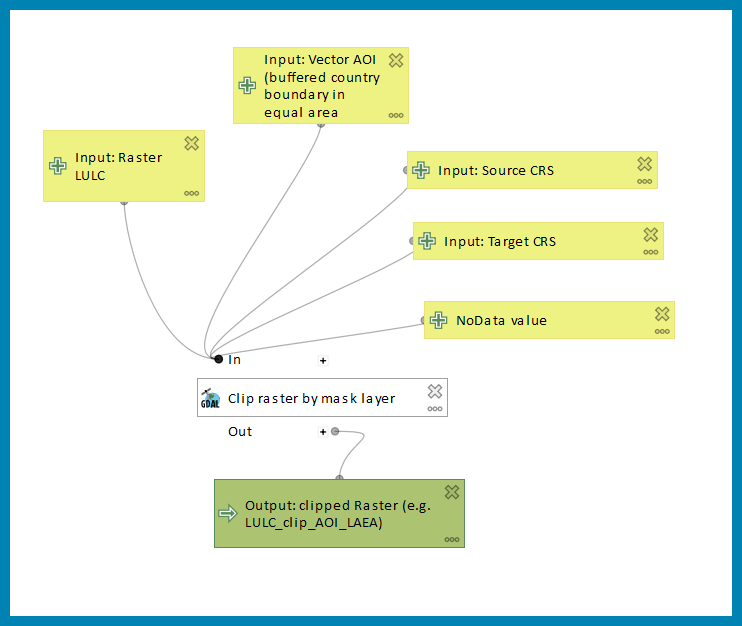 Input: Vector AOI
(buffered country
boundary in
equal area
Input: Raster
LULC
Input: Source CRS
Input: Target CRS
NoData value
In
+
GDAL
Clip raster by mask layer
Out
+
Output: clipped Raster (e.g.
LULC_clip_AOI_LAEA)